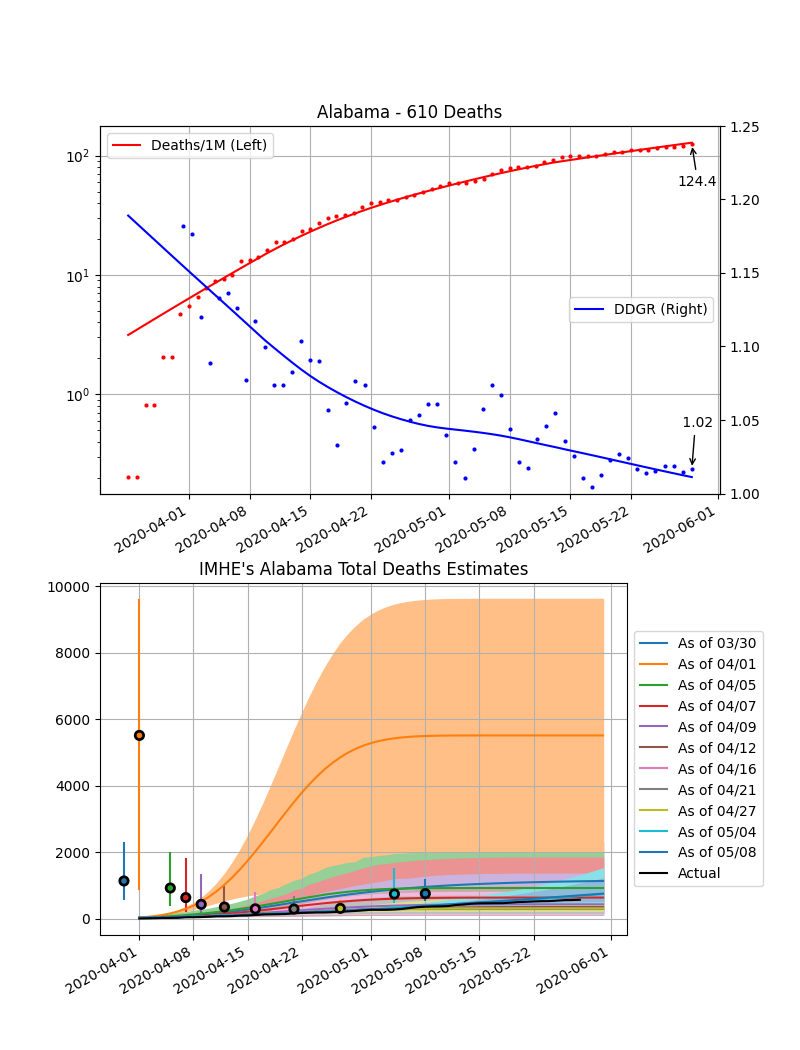 Alabama - 610 Deaths
Deaths/1M (Left)
DDGR (Right)
124.4
1.02
10²
10¹
10⁰
1.25
1.20
1.15
1.10
1.05
1.00
2020-04-01
2020-04-08
2020-04-15
2020-04-22
2020-05-01
2020-05-08
2020-05-15
2020-05-22
2020-06-01
IMHE's Alabama Total Deaths Estimates
10000
8000
6000
4000
2000
0
2020-04-01
2020-04-08
2020-04-15
2020-04-22
2020-05-01
2020-05-08
2020-05-15
2020-05-22
2020-06-01
As of 03/30
As of 04/01
As of 04/05
As of 04/07
As of 04/09
As of 04/12
As of 04/16
As of 04/21
As of 04/27
As of 05/04
As of 05/08
Actual